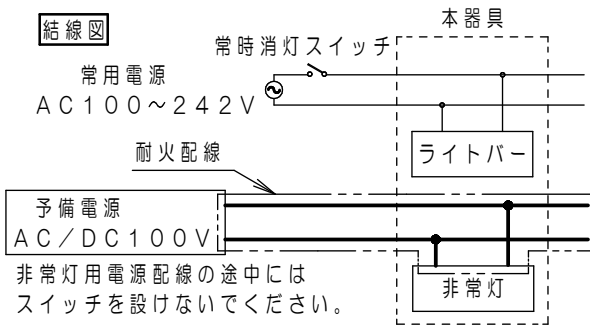 結線図
本器具
常時消灯スイッチ
常用電源
AC100～242V
ライトバー
耐火配線
予備電源
AC/DC100V
非常灯
非常灯用電源配線の途中には
スイッチを設けないでください。